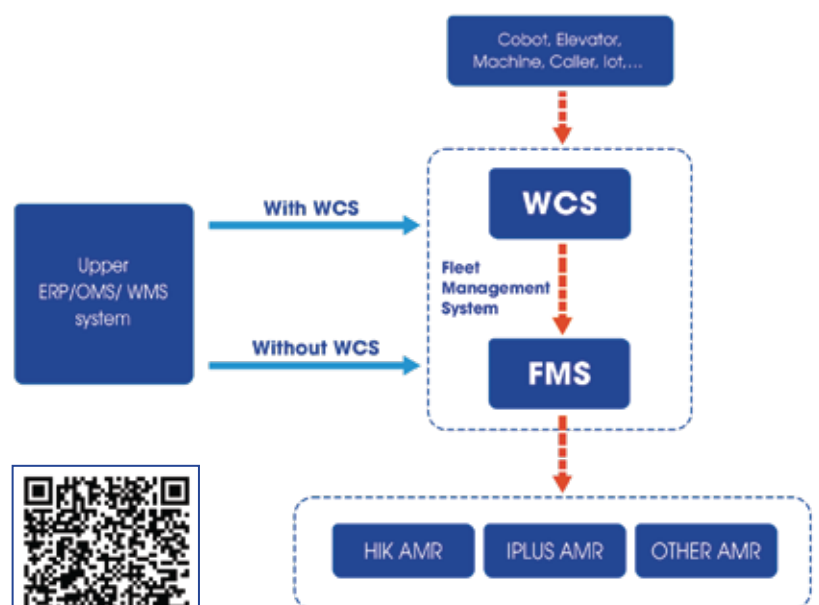 Cobot, Elevator,
Machine, Caller, Iot,...
With WCS
WCS
Upper
ERP/OMS/ WMS
system
Fleet
Management
System
Without WCS
FMS
HIK AMR
IPLUS AMR
OTHER AMR